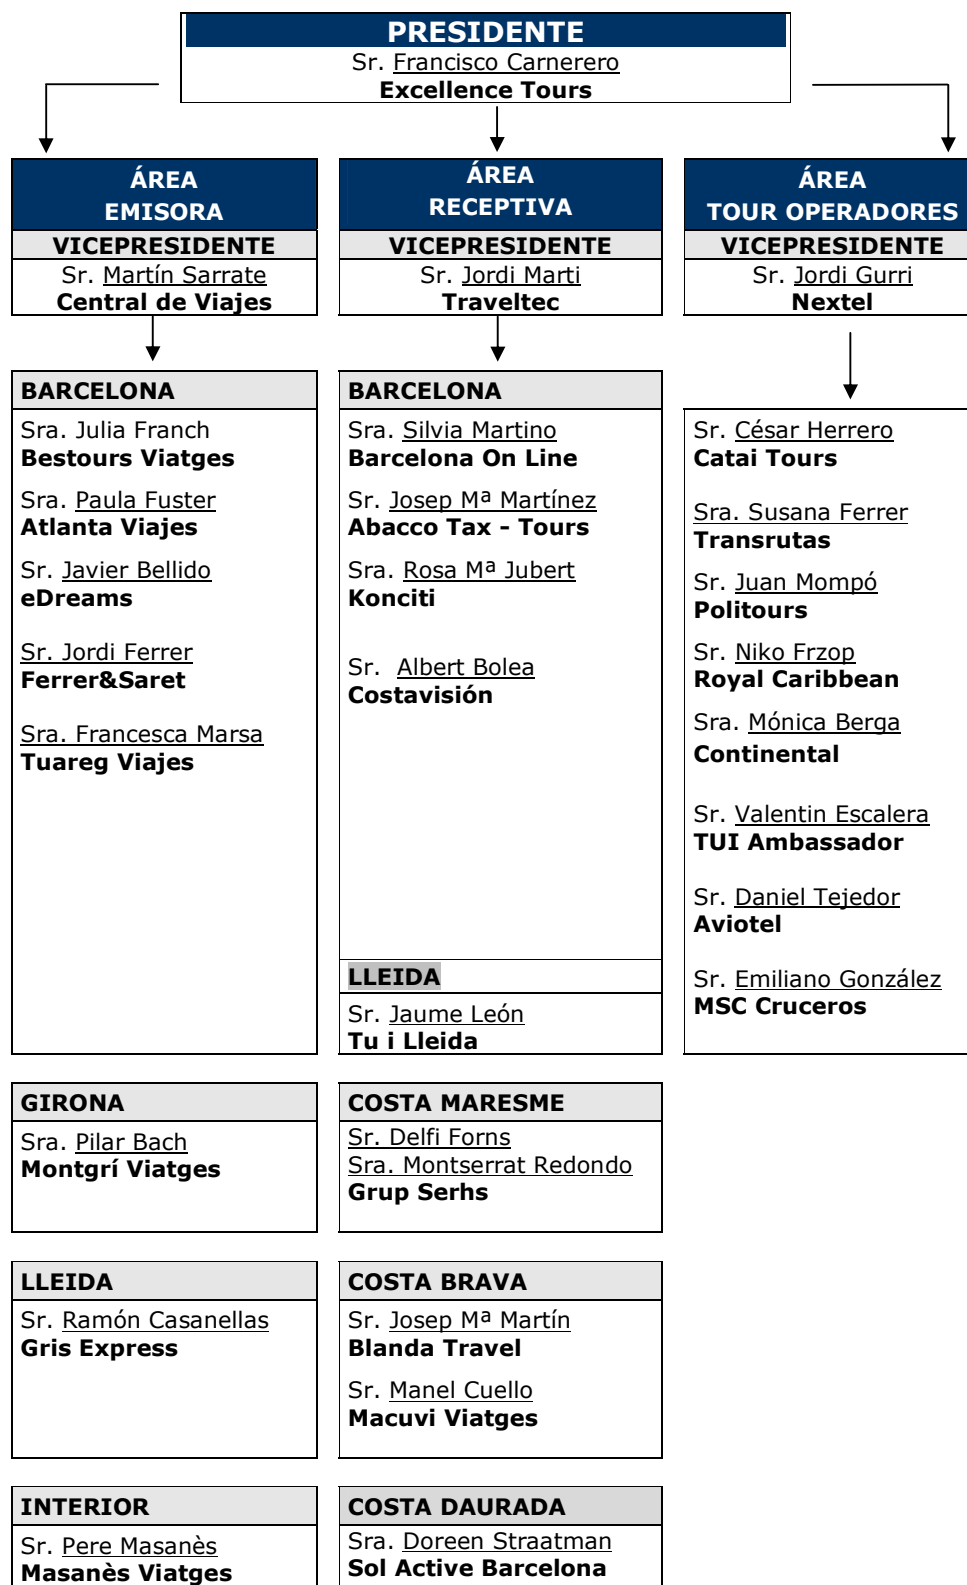 PRESIDENTE
Sr. Francisco Carnerero
Excellence Tours
ÁREA
EMISORA
VICEPRESIDENTE
Sr. Martín Sarrate
Central de Viajes
ÁREA
RECEPTIVA
VICEPRESIDENTE
Sr. Jordi Marti
Traveltec
ÁREA
TOUR OPERADORES
VICEPRESIDENTE
Sr. Jordi Gurri
Nextel
BARCELONA
Sra. Julia Franch
Bestours Viatges
Sra. Paula Fuster
Atlanta Viajes
Sr. Javier Bellido
eDreams
Sr. Jordi Ferrer
Ferrer&Saret
Sra. Francesca Marsa
Tuareg Viajes
BARCELONA
Sra. Silvia Martino
Barcelona On Line
Sr. Josep Mª Martínez
Abacco Tax - Tours
Sra. Rosa Mª Jubert
Konciti
Sr. Albert Bolea
Costavisión
LLEIDA
Sr. Jaume León
Tu i Lleida
Sr. César Herrero
Catai Tours
Sra. Susana Ferrer
Transrutas
Sr. Juan Mompó
Politours
Sr. Niko Frzop
Royal Caribbean
Sra. Mónica Berga
Continental
Sr. Valentin Escalera
TUI Ambassador
Sr. Daniel Tejedor
Aviotel
Sr. Emiliano González
MSC Cruceros
GIRONA
Sra. Pilar Bach
Montgrí Viatges
COSTA MARESME
Sr. Delfi Forns
Sra. Montserrat Redondo
Grup Serhs
LLEIDA
Sr. Ramón Casanellas
Gris Express
COSTA BRAVA
Sr. Josep Mª Martín
Blanda Travel
Sr. Manel Cuello
Macuvi Viatges
INTERIOR
Sr. Pere Masanès
Masanès Viatges
COSTA DAURADA
Sra. Doreen Straatman
Sol Active Barcelona